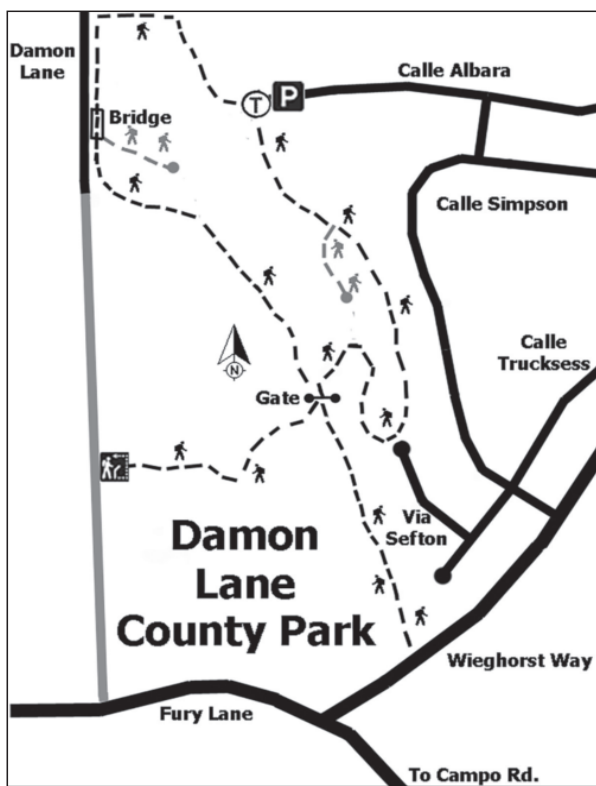 Damon
Lane
Calle Albara
T
P
Bridge
Calle Simpson
Calle
Trucksess
N
Gate
Via
Sefton
Damon
Lane
County Park
Wieghorst Way
Fury Lane
To Campo Rd.